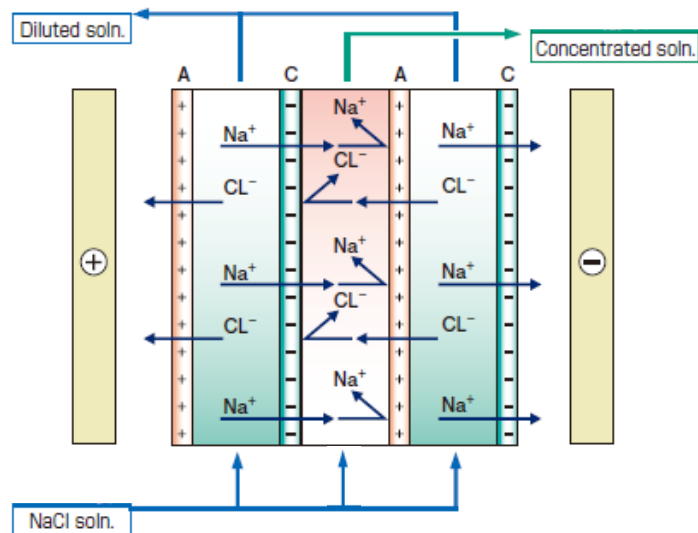 Diluted soln.
Concentrated soln.
A C A C
Na⁺ Na⁺ Na⁺
CL⁻ CL⁻ CL⁻
Na⁺ Na⁺ Na⁺
CL⁻ CL⁻ CL⁻
Na⁺ Na⁺ Na⁺
+ −
NaCl soln.